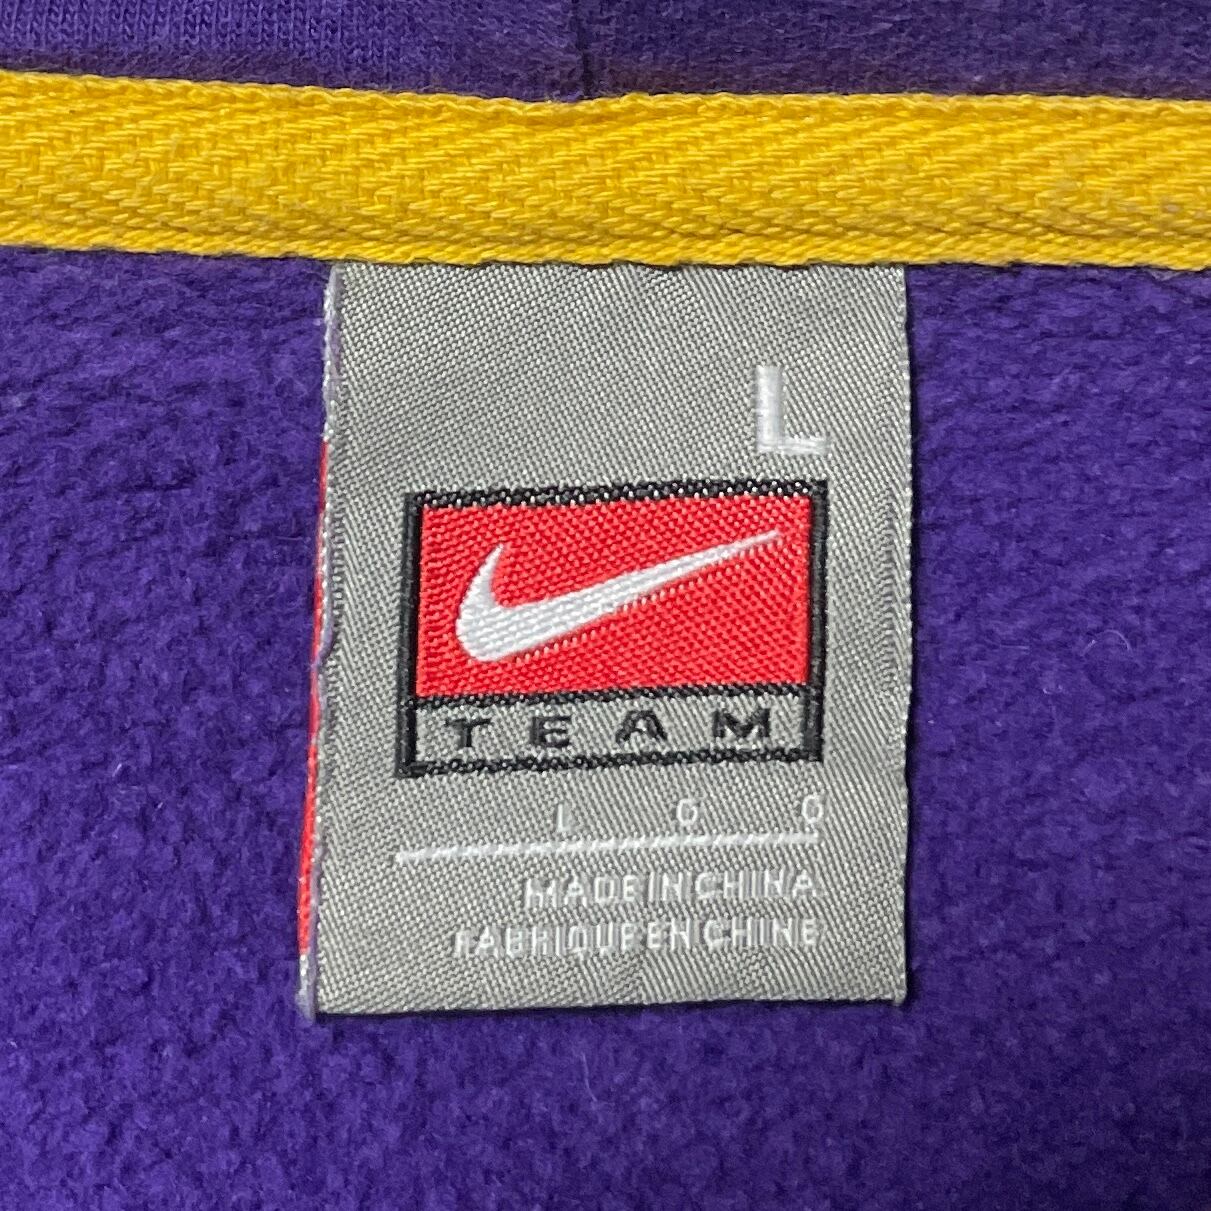 L
TEAM
L G G
MADE IN CHINA
FABRIQUE EN CHINE